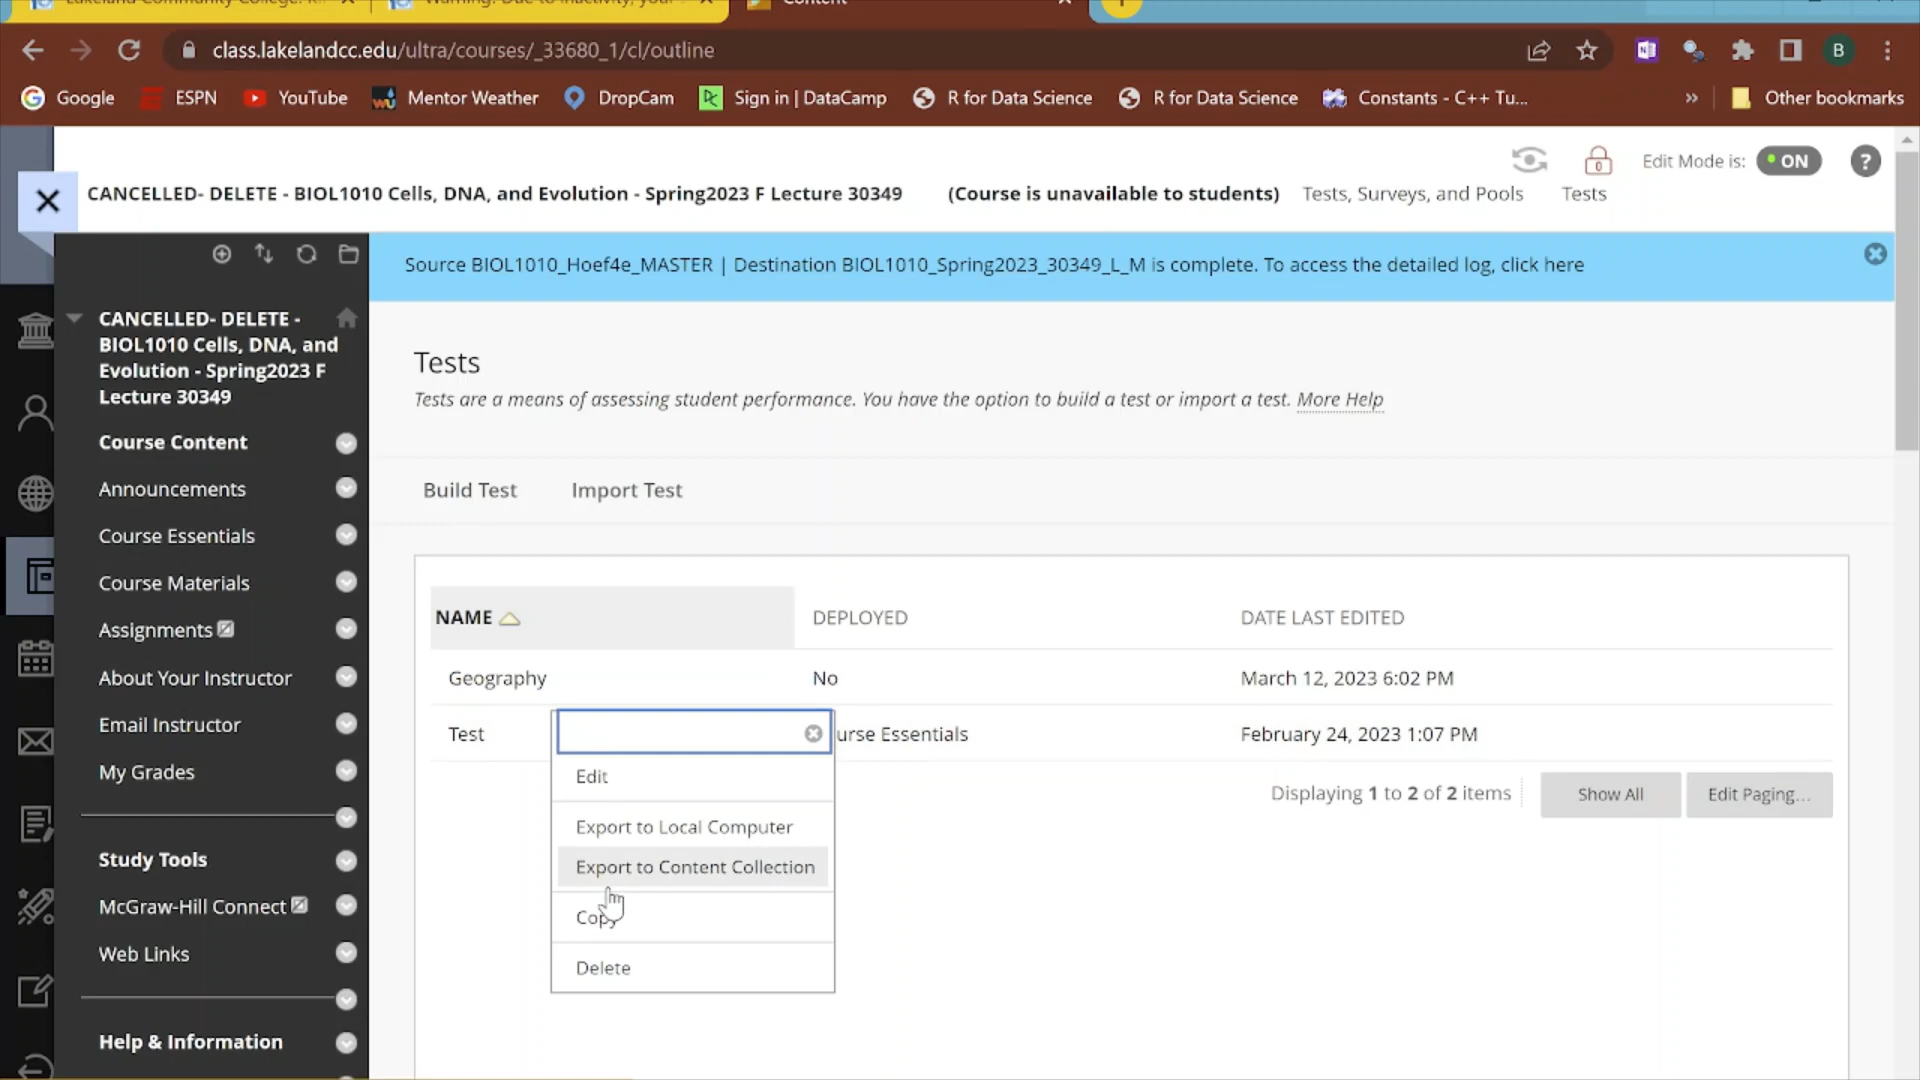 Content
class.lakelandcc.edu/ultra/courses/_33680_1/cl/outline
B
Google ESPN YouTube Mentor Weather DropCam Sign in | DataCamp R for Data Science R for Data Science Constants - C++ Tu... » Other bookmarks
Edit Mode is: ON ?
CANCELLED- DELETE - BIOL1010 Cells, DNA, and Evolution - Spring2023 F Lecture 30349 (Course is unavailable to students) Tests, Surveys, and Pools Tests
Source BIOL1010_Hoef4e_MASTER | Destination BIOL1010_Spring2023_30349_L_M is complete. To access the detailed log, click here
CANCELLED- DELETE -
BIOL1010 Cells, DNA, and
Evolution - Spring2023 F
Lecture 30349
Course Content
Announcements
Course Essentials
Course Materials
Assignments
About Your Instructor
Email Instructor
My Grades
Study Tools
McGraw-Hill Connect
Web Links
Help & Information
Tests
Tests are a means of assessing student performance. You have the option to build a test or import a test. More Help
Build Test Import Test
NAME DEPLOYED DATE LAST EDITED
Geography No March 12, 2023 6:02 PM
Test urse Essentials February 24, 2023 1:07 PM
Edit
Export to Local Computer
Export to Content Collection
Copy
Delete
Displaying 1 to 2 of 2 items Show All Edit Paging...